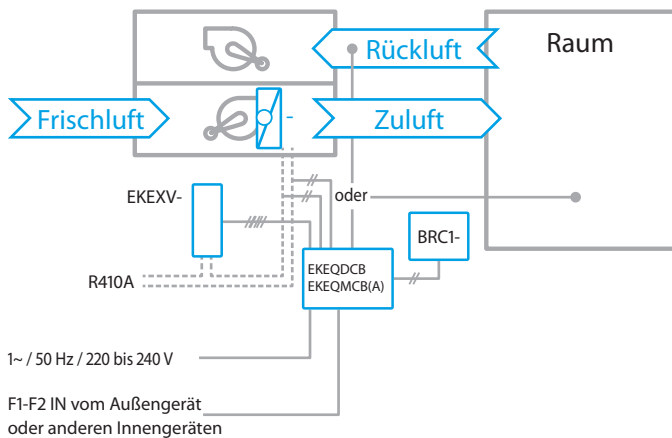 Rückluft
Raum
Frischluft
-
Zuluft
EKEXV-
oder
BRC1-
EKEQDCB
EKEQMCB(A)
R410A
1~ / 50 Hz / 220 bis 240 V
F1-F2 IN vom Außengerät
oder anderen Innengeräten